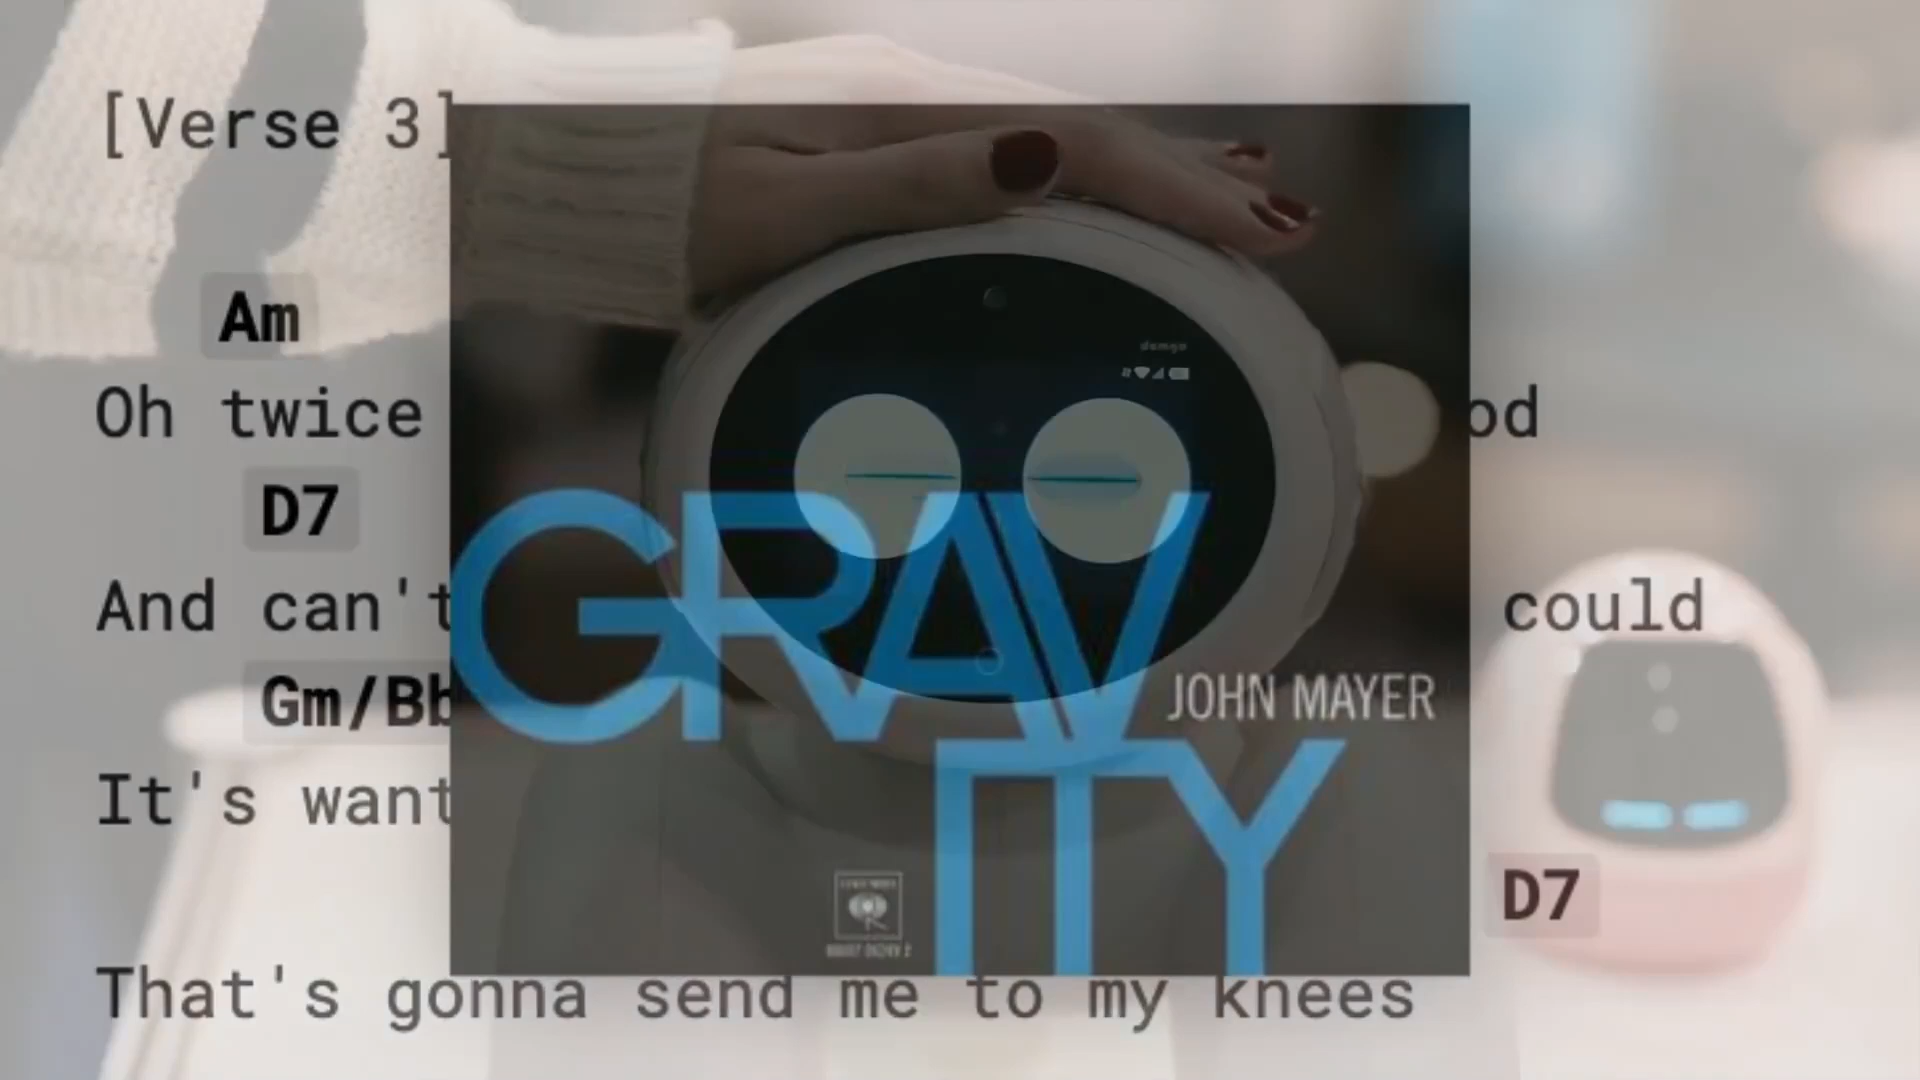 [Verse 3]
Am
Oh twice od
D7
And can't could
Gm/Bb
It's want
D7
That's gonna send me to my knees
GRAV
ITY
JOHN MAYER